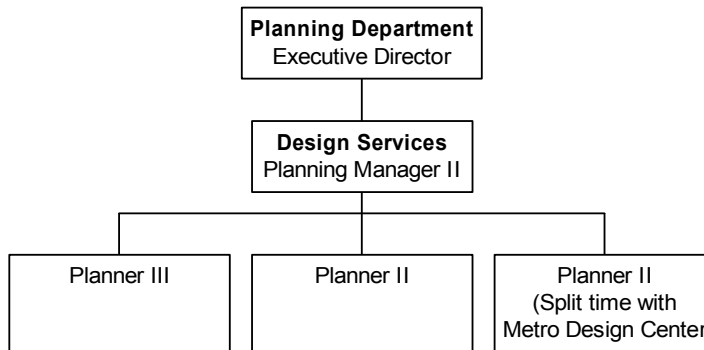 Planning Department
Executive Director
Design Services
Planning Manager II
Planner III
Planner II
Planner II
(Split time with
Metro Design Center